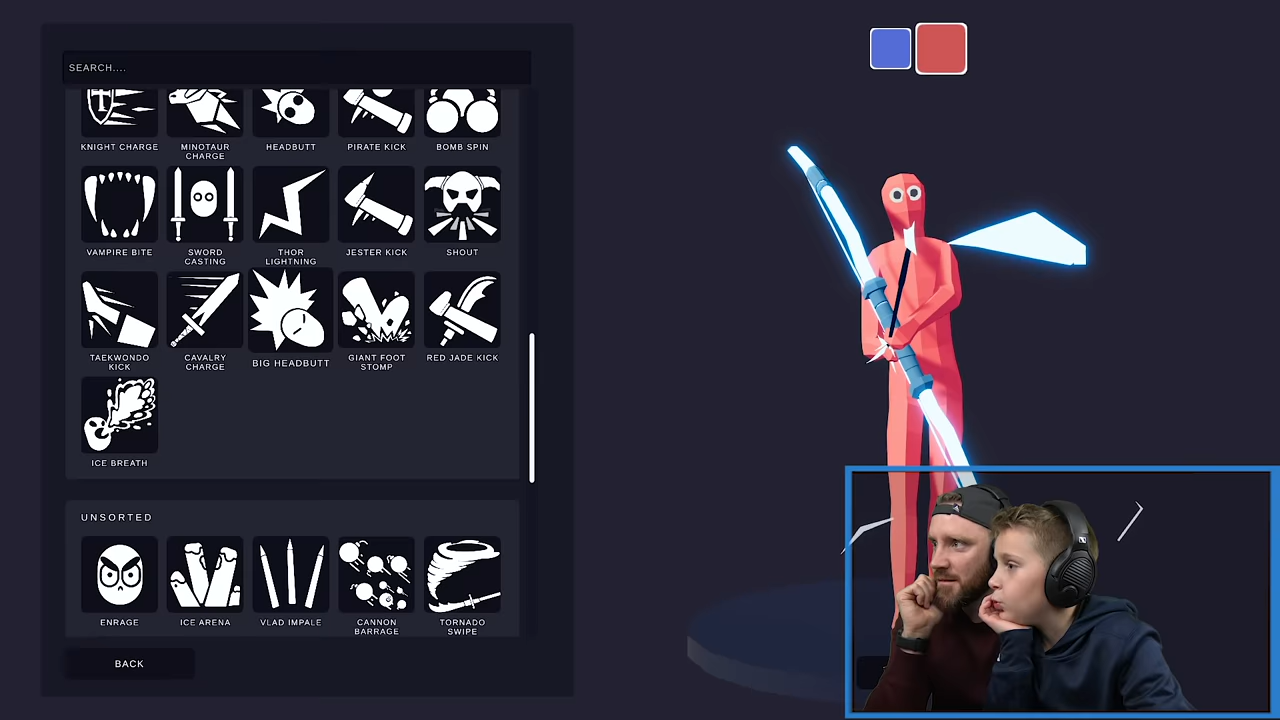 SEARCH....
KNIGHT CHARGE
MINOTAUR
CHARGE
HEADBUTT
PIRATE KICK
BOMB SPIN
VAMPIRE BITE
SWORD
CASTING
THOR
LIGHTNING
JESTER KICK
SHOUT
TAEKWONDO
KICK
CAVALRY
CHARGE
BIG HEADBUTT
GIANT FOOT
STOMP
RED JADE KICK
ICE BREATH
UNSORTED
ENRAGE
ICE ARENA
VLAD IMPALE
CANNON
BARRAGE
TORNADO
SWIPE
BACK